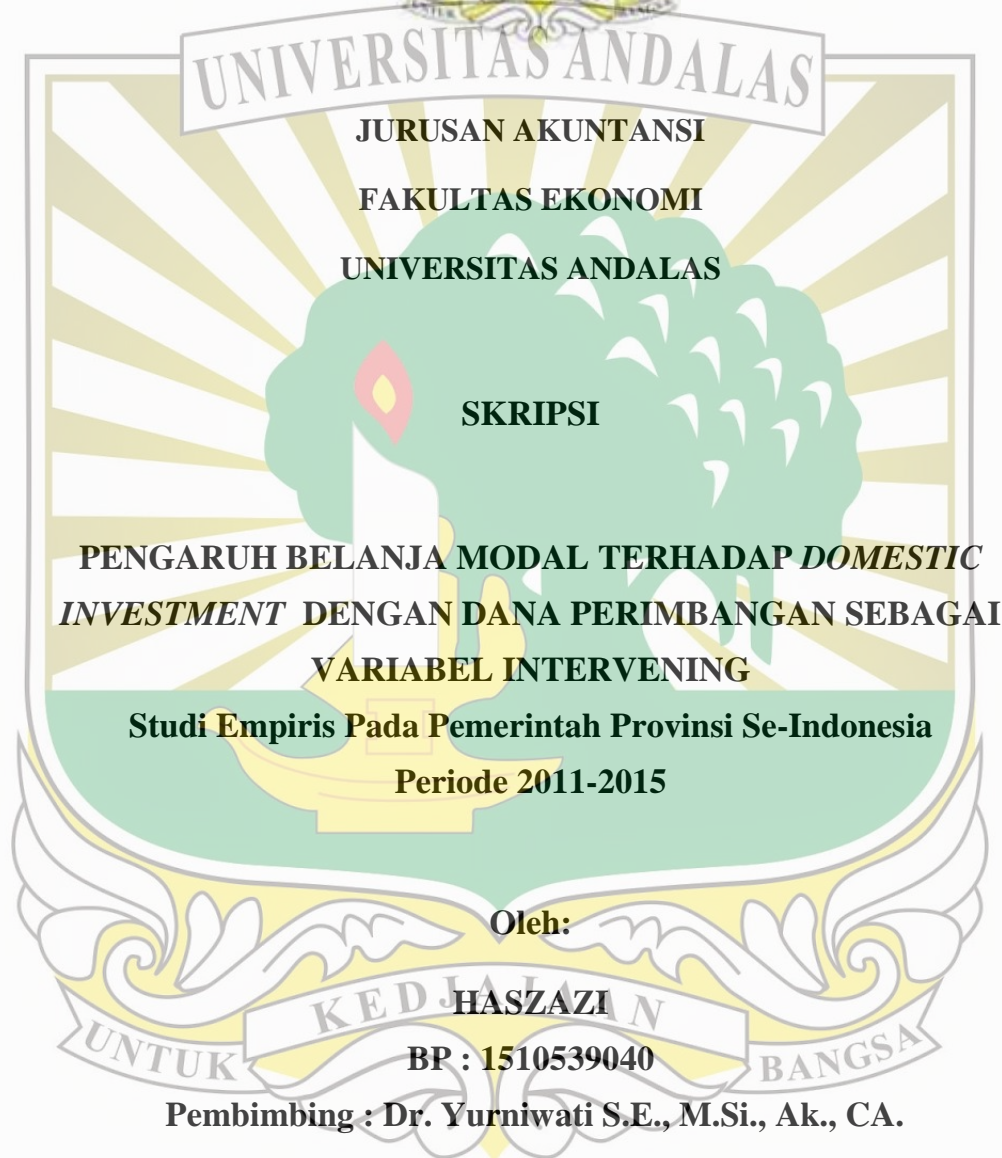 UNTUK BANGSA
UNIVERSITAS ANDALAS
JURUSAN AKUNTANSI
FAKULTAS EKONOMI
UNIVERSITAS ANDALAS
SKRIPSI
PENGARUH BELANJA MODAL TERHADAP DOMESTIC
INVESTMENT DENGAN DANA PERIMBANGAN SEBAGAI
VARIABEL INTERVENING
Studi Empiris Pada Pemerintah Provinsi Se-Indonesia
Periode 2011-2015
Oleh:
HASZAZI
BP : 1510539040
Pembimbing : Dr. Yurniwati S.E., M.Si., Ak., CA.
UNTUK KEDJAJAAN BANGSA